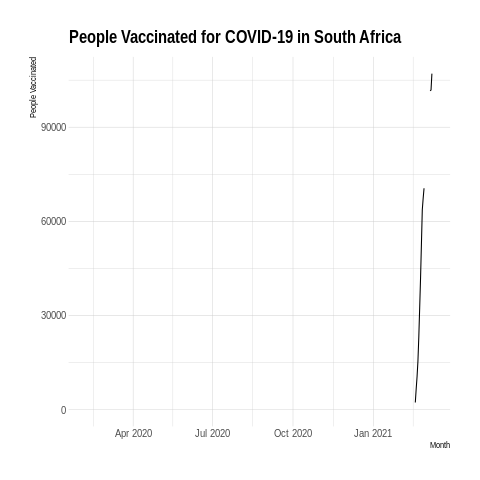 People Vaccinated for COVID-19 in South Africa
People Vaccinated
90000
60000
30000
0
Apr 2020 Jul 2020 Oct 2020 Jan 2021
Month